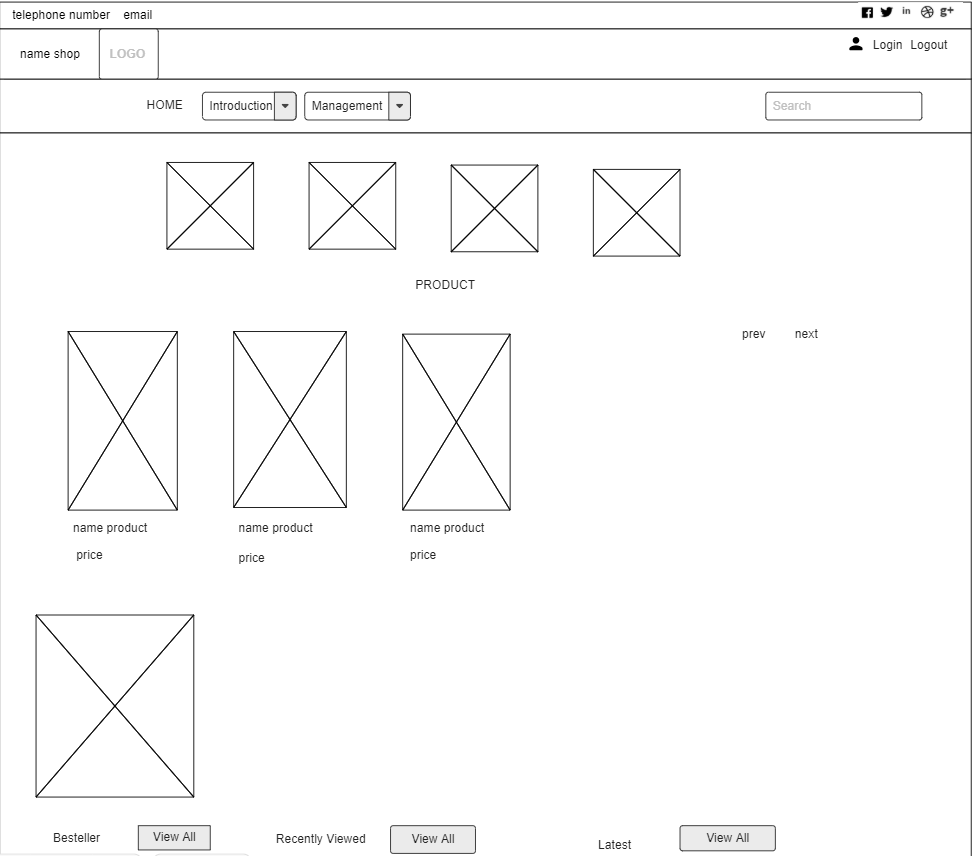 telephone number email in g+
name shop LOGO Login Logout
HOME Introduction Management Search
PRODUCT
prev next
name product name product name product
price price price
Besteller View All Recently Viewed View All Latest View All